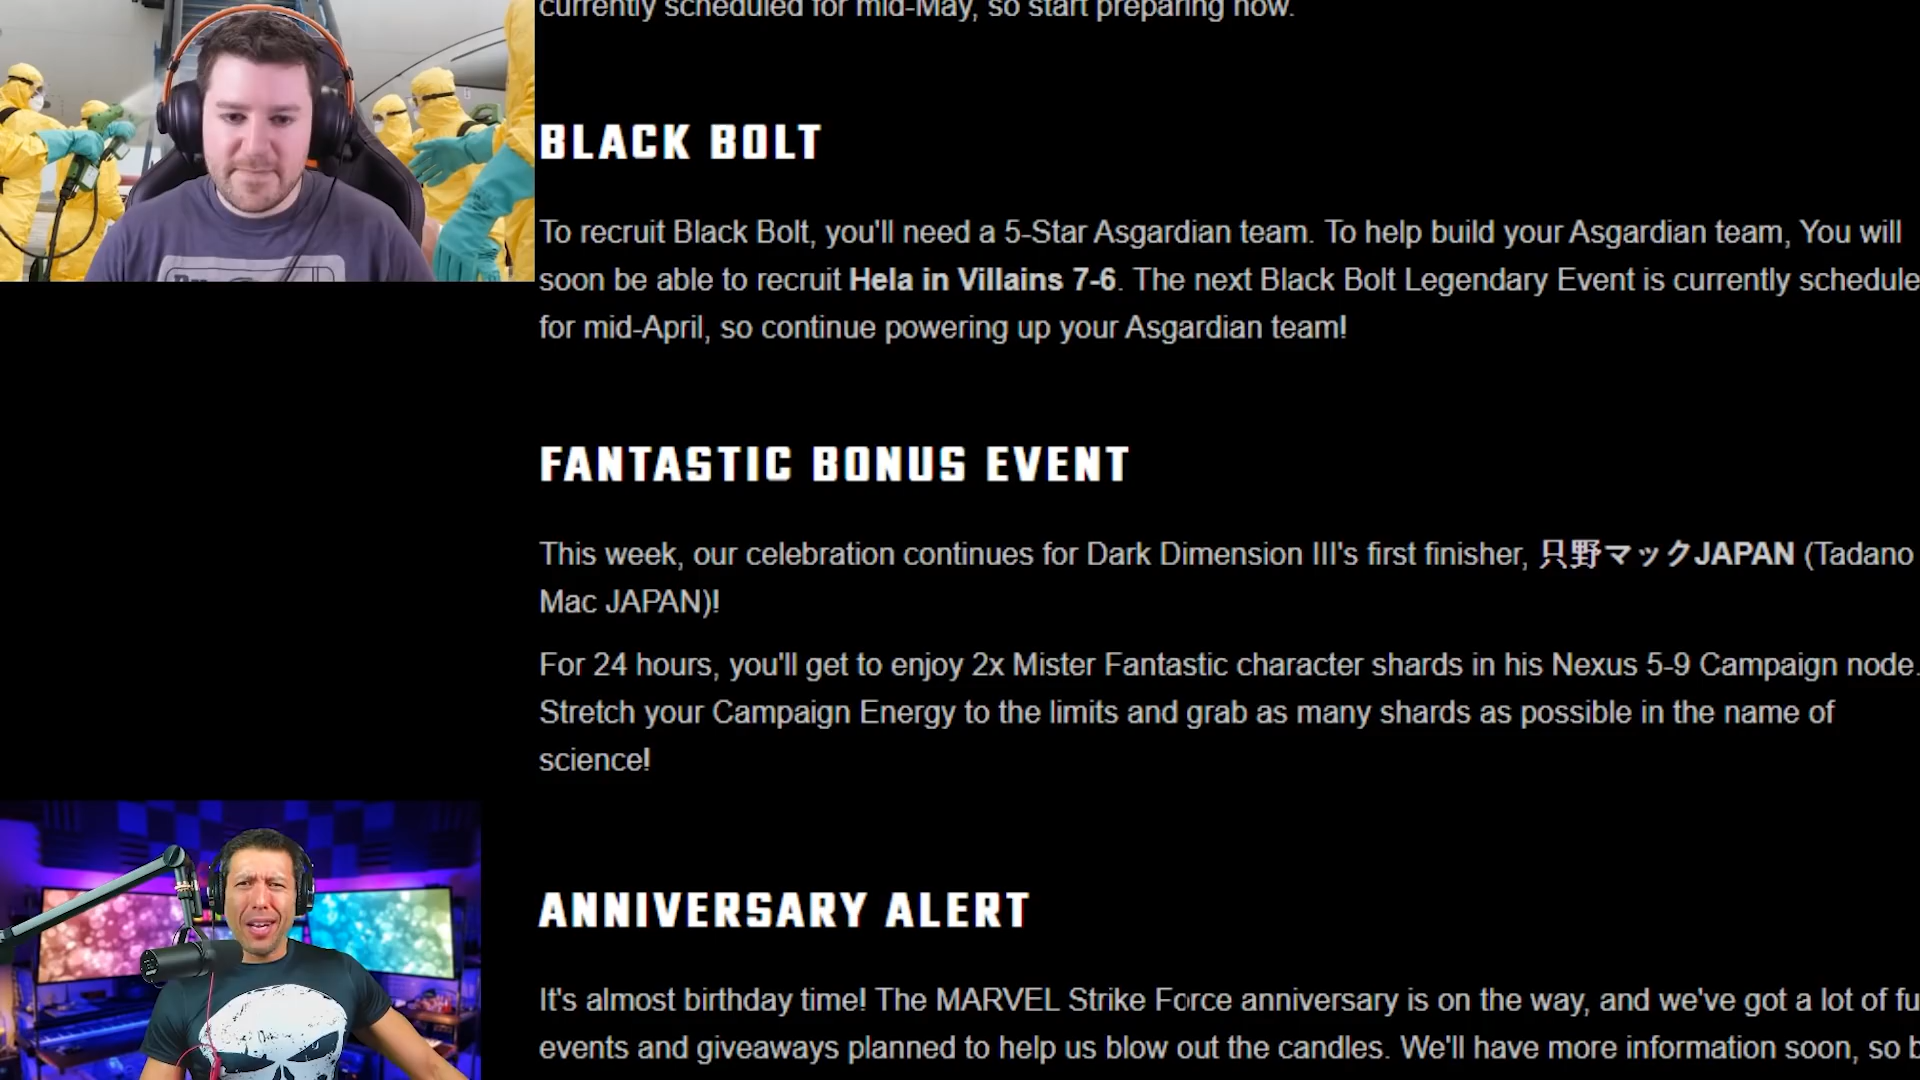 currently scheduled for mid-May, so start preparing now.
BLACK BOLT
To recruit Black Bolt, you'll need a 5-Star Asgardian team. To help build your Asgardian team, You will
soon be able to recruit Hela in Villains 7-6. The next Black Bolt Legendary Event is currently schedule
for mid-April, so continue powering up your Asgardian team!
FANTASTIC BONUS EVENT
This week, our celebration continues for Dark Dimension III's first finisher, 只野マックJAPAN (Tadano
Mac JAPAN)!
For 24 hours, you'll get to enjoy 2x Mister Fantastic character shards in his Nexus 5-9 Campaign node.
Stretch your Campaign Energy to the limits and grab as many shards as possible in the name of
science!
ANNIVERSARY ALERT
It's almost birthday time! The MARVEL Strike Force anniversary is on the way, and we've got a lot of fu
events and giveaways planned to help us blow out the candles. We'll have more information soon, so b